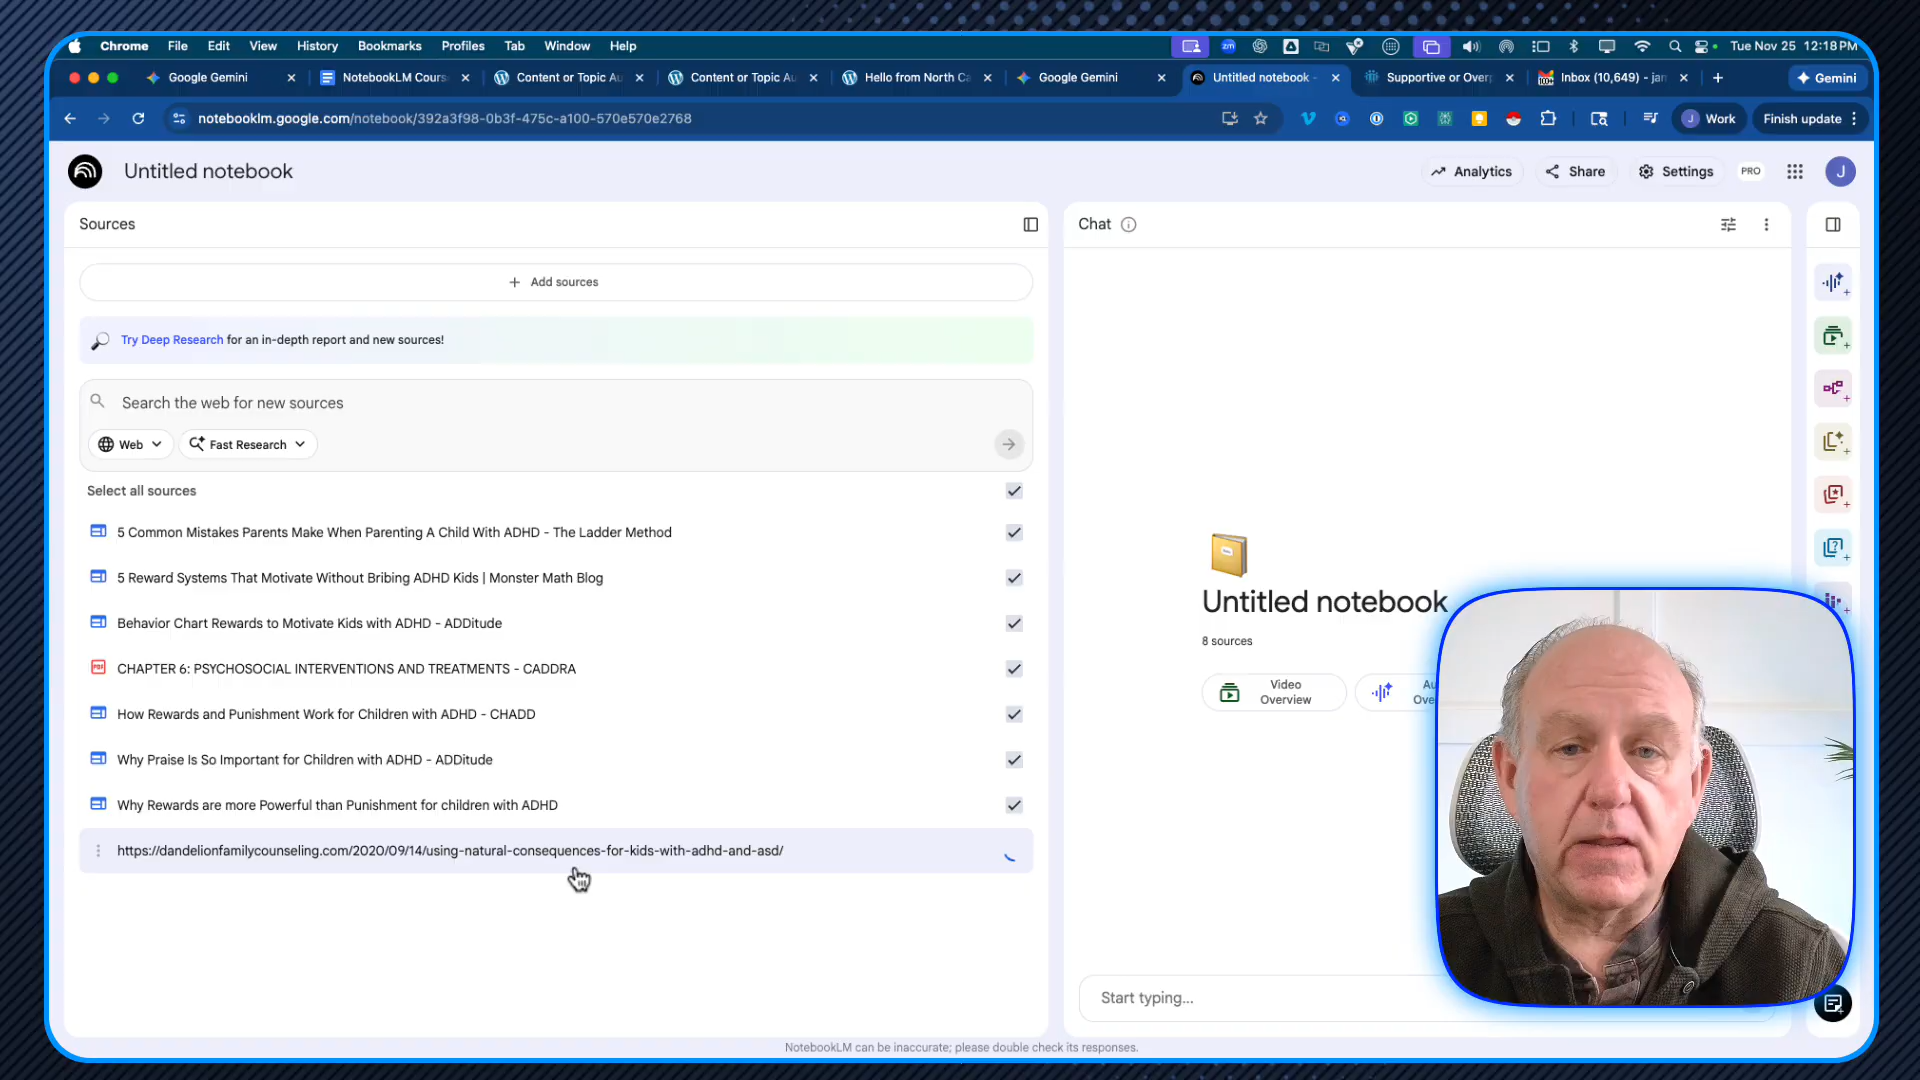 Chrome File Edit View History Bookmarks Profiles Tab Window Help
Tue Nov 25 12:18 PM
Google Gemini
NotebookLM Cours
Content or Topic Au
Content or Topic Au
Hello from North Ca
Google Gemini
Untitled notebook -
Supportive or Over
Inbox (10,649) - jan
Gemini
notebooklm.google.com/notebook/392a3f98-0b3f-475c-a100-570e570e2768
J Work
Finish update
Untitled notebook
Analytics
Share
Settings
PRO
J
Sources
Add sources
Try Deep Research for an in-depth report and new sources!
Search the web for new sources
Web
Fast Research
Select all sources
5 Common Mistakes Parents Make When Parenting A Child With ADHD - The Ladder Method
5 Reward Systems That Motivate Without Bribing ADHD Kids | Monster Math Blog
Behavior Chart Rewards to Motivate Kids with ADHD - ADDitude
CHAPTER 6: PSYCHOSOCIAL INTERVENTIONS AND TREATMENTS - CADDRA
How Rewards and Punishment Work for Children with ADHD - CHADD
Why Praise Is So Important for Children with ADHD - ADDitude
Why Rewards are more Powerful than Punishment for children with ADHD
https://dandelionfamilycounseling.com/2020/09/14/using-natural-consequences-for-kids-with-adhd-and-asd/
Chat
Untitled notebook
8 sources
Video
Overview
Au
Ove
Start typing...
NotebookLM can be inaccurate; please double check its responses.